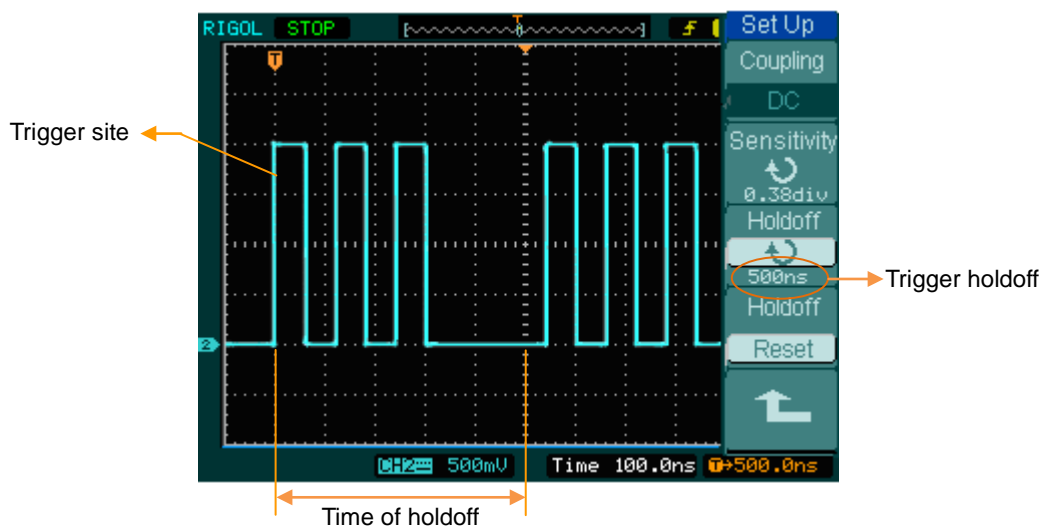 RIGOL STOP T Set Up
T
Coupling
DC
Trigger site
Sensitivity
0.38div
Holdoff
500ns
Trigger holdoff
Holdoff
2
Reset
CH2 500mV Time 100.0ns T→500.0ns
Time of holdoff